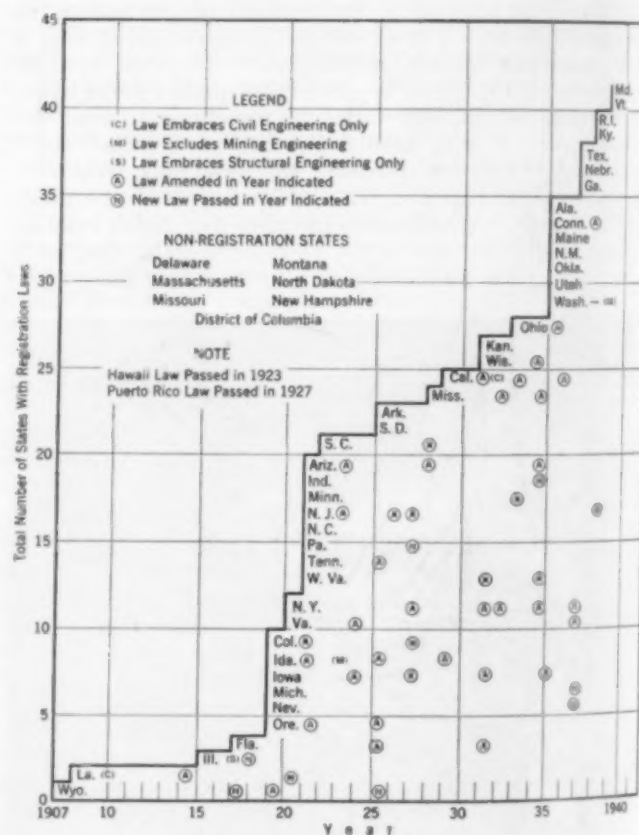 45
40
35
30
25
20
15
10
5
0
Total Number of States With Registration Laws
LEGEND
(C) Law Embraces Civil Engineering Only
(M) Law Excludes Mining Engineering
(S) Law Embraces Structural Engineering Only
Ⓐ Law Amended in Year Indicated
Ⓝ New Law Passed in Year Indicated
NON-REGISTRATION STATES
Delaware Montana
Massachusetts North Dakota
Missouri New Hampshire
District of Columbia
NOTE
Hawaii Law Passed in 1923
Puerto Rico Law Passed in 1927
Md.
Vt.
R.I.
Ky.
Tex.
Nebr.
Ga.
Ala.
Conn. Ⓐ
Maine
N.M.
Okla.
Utah
Wash. –
Ohio Ⓐ
Kan.
Wis. Ⓐ
Cal. Ⓐ (C) Ⓐ Ⓐ
Miss. Ⓐ Ⓐ
Ark.
S. D.
S. C.
Ariz. Ⓐ Ⓐ Ⓐ
Ind.
Minn.
N. J. Ⓐ
N. C.
Pa. Ⓝ
Tenn. Ⓐ
W. Va.
N. Y. Ⓐ Ⓐ Ⓐ Ⓐ Ⓐ
Va. Ⓐ Ⓐ
Col. Ⓐ
Ida. Ⓐ (M) Ⓐ Ⓐ
Iowa Ⓐ Ⓐ Ⓐ Ⓐ
Mich.
Nev.
Ore. Ⓐ Ⓐ
Fla. Ⓐ Ⓐ
Ill. (S) Ⓝ
La. (C) Ⓐ
Wyo. Ⓐ Ⓝ
1907 10 15 20 25 30 35 1940
Year